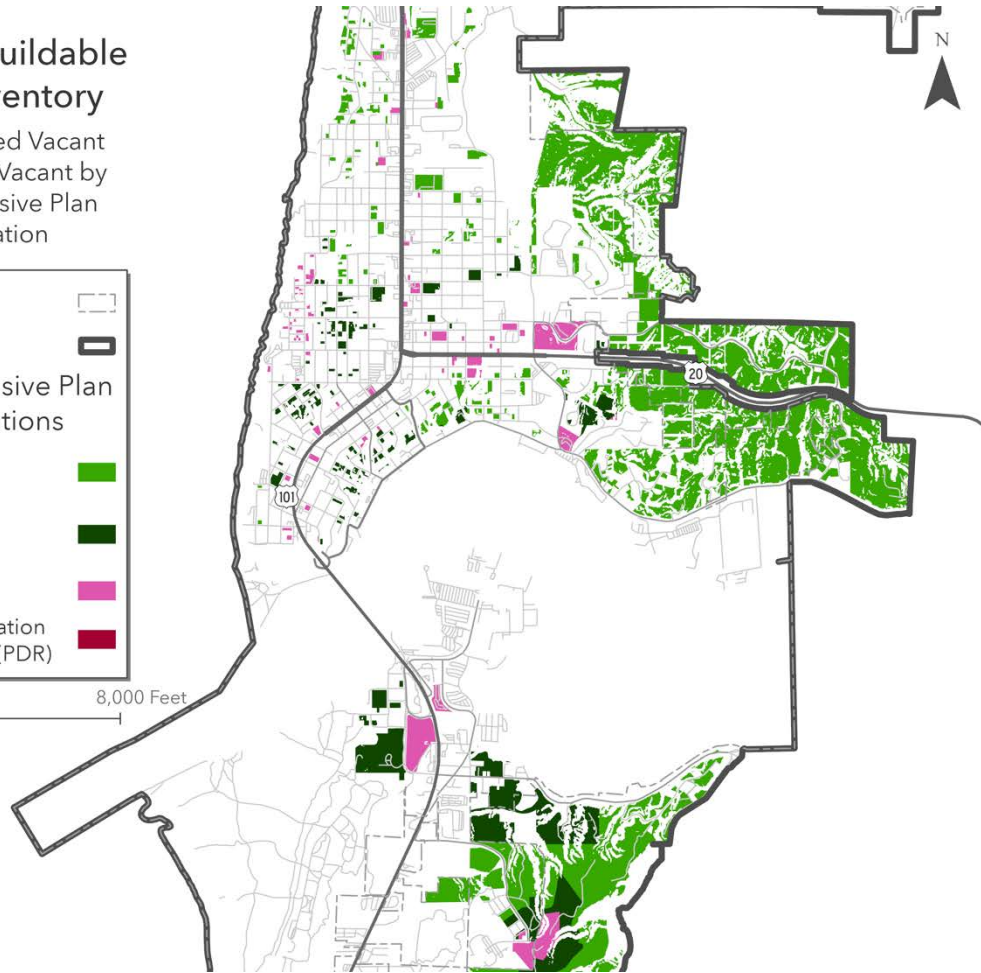 uildable
ventory
ed Vacant
Vacant by
sive Plan
ation
sive Plan
tions
ation
(PDR)
8,000 Feet
N
20
101